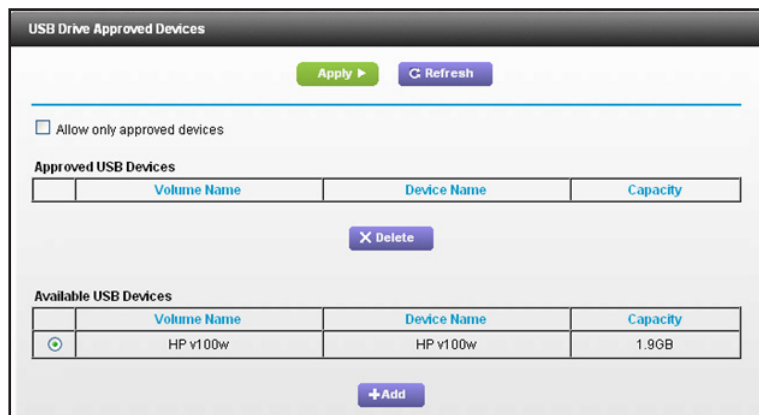 USB Drive Approved Devices
Apply Refresh
Allow only approved devices
Approved USB Devices
Volume Name Device Name Capacity
Delete
Available USB Devices
Volume Name Device Name Capacity
HP v100w HP v100w 1.9GB
+Add